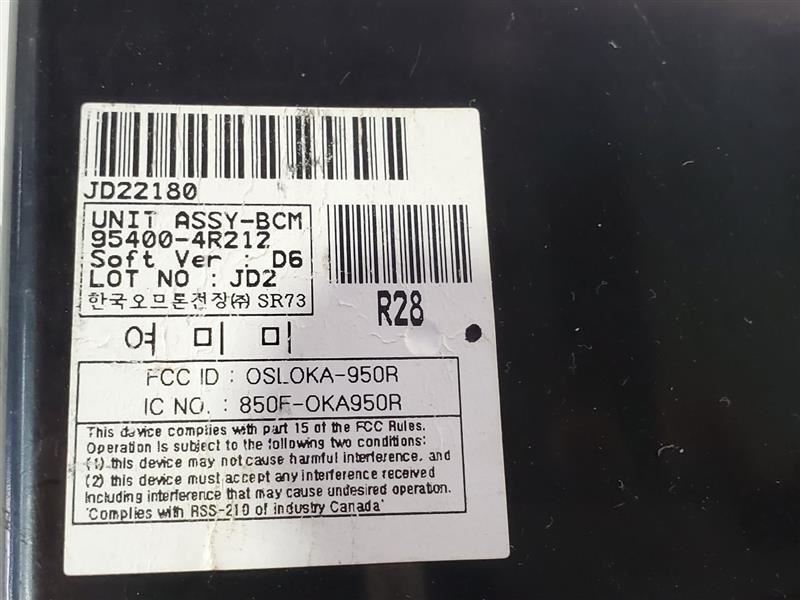 JD22180
UNIT ASSY-BCM
95400-4R212
Soft Ver : D6
LOT NO : JD2
한국오므론전장㈜ SR73
R28
여 미 미
FCC ID : OSLOKA-950R
IC NO. : 850F-OKA950R
This device complies with part 15 of the FCC Rules.
Operation is subject to the following two conditions:
(1) this device may not cause harmful interference, and
(2) this device must accept any interference received
including interference that may cause undesired operation.
'Complies with RSS-210 of Industry Canada'